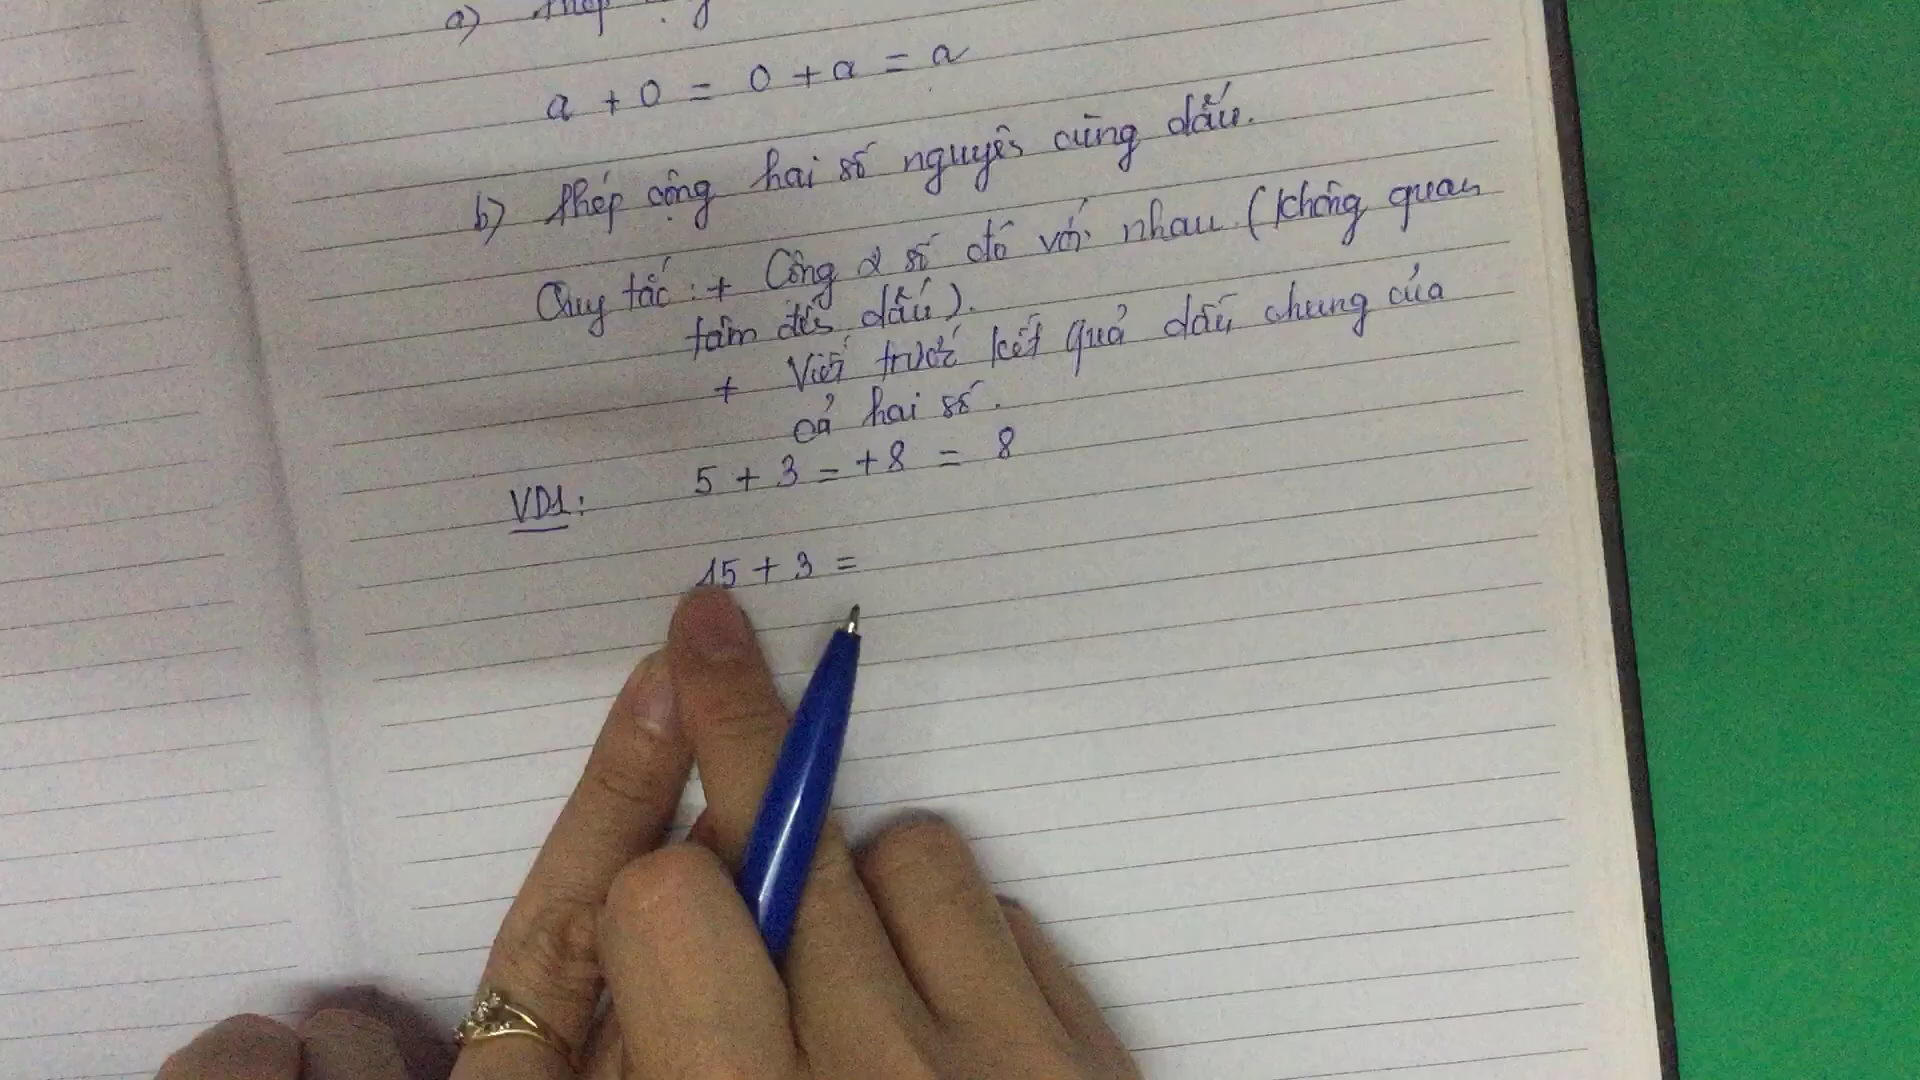 a)
a + 0 = 0 + a = a
b) Phép cộng hai số nguyên cùng dấu.
Quy tắc: + Cộng 2 số đó với nhau (không quan
tâm đến dấu).
+ Viết trước kết quả dấu chung của
cả hai số.
VD1: 5 + 3 = +8 = 8
15 + 3 =